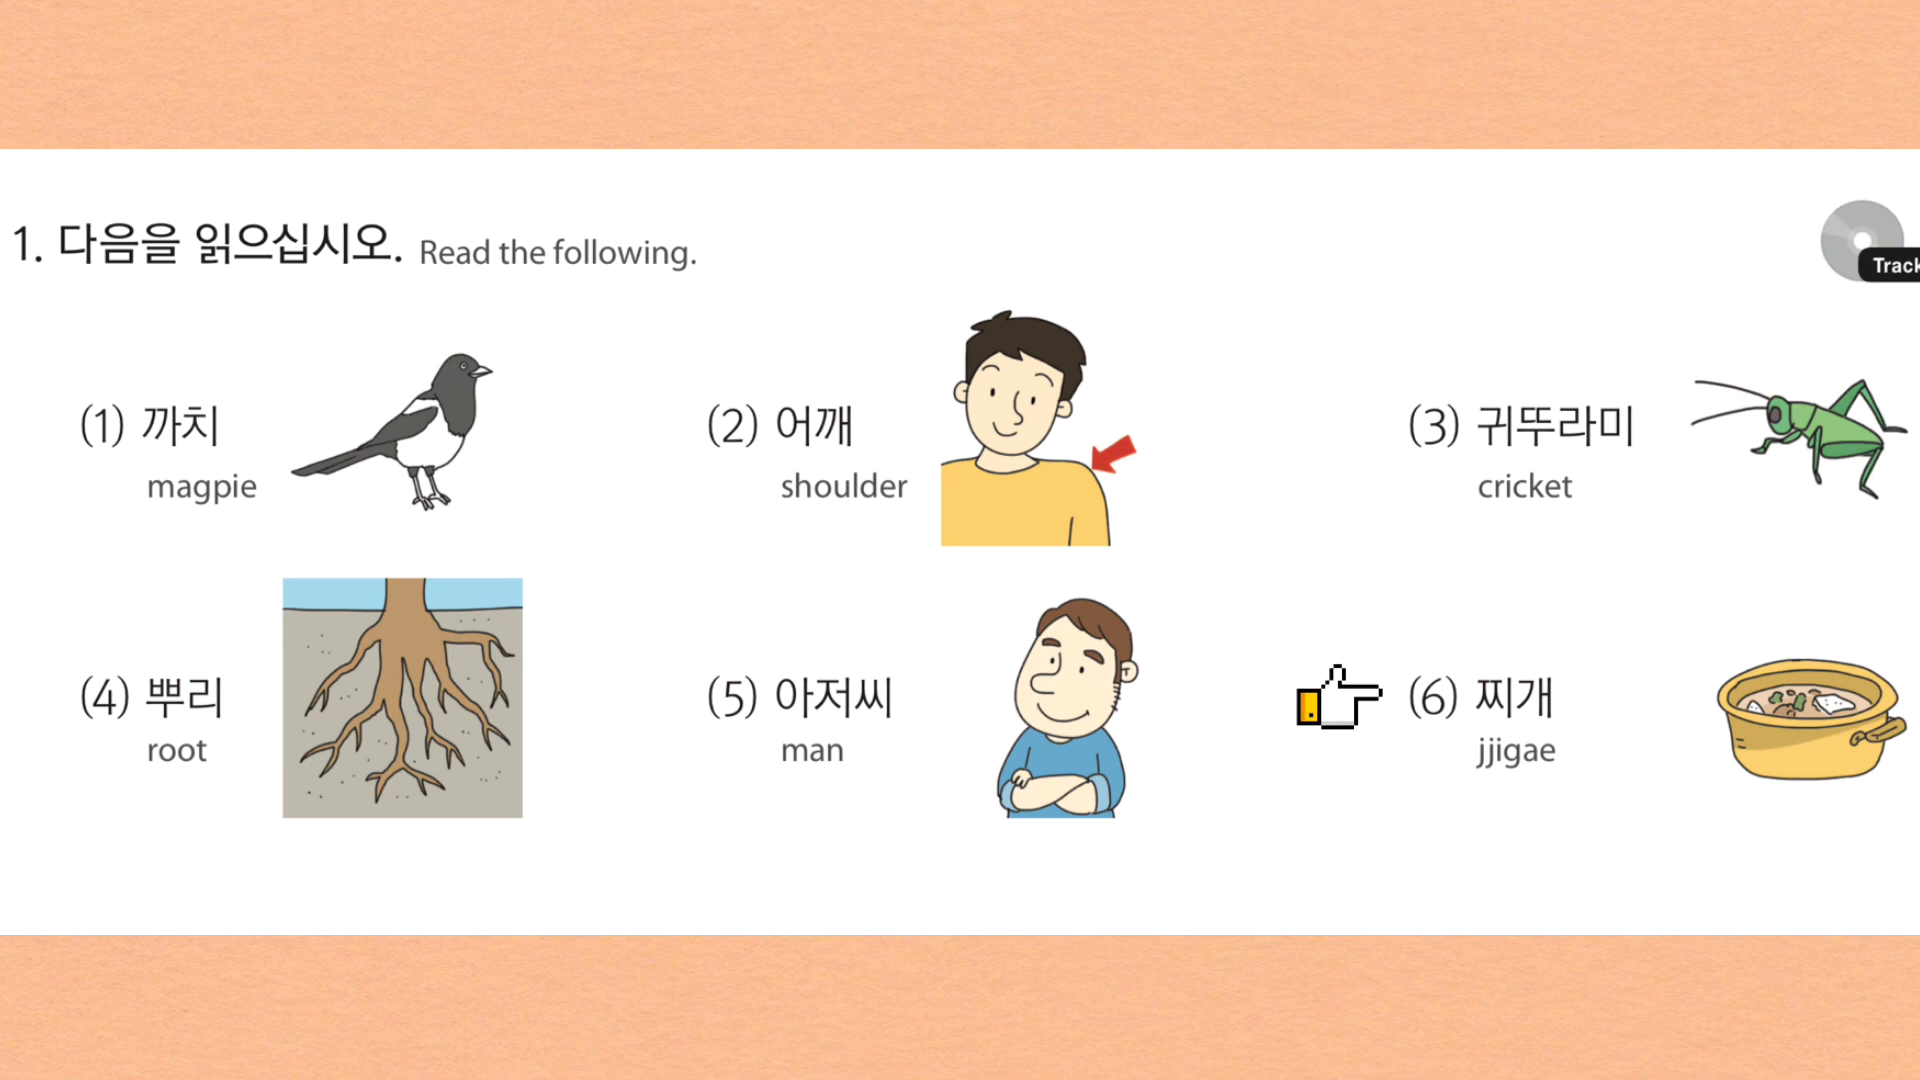 1. 다음을 읽으십시오. Read the following.
Track
(1) 까치
magpie
(2) 어깨
shoulder
(3) 귀뚜라미
cricket
(4) 뿌리
root
(5) 아저씨
man
(6) 찌개
jjigae